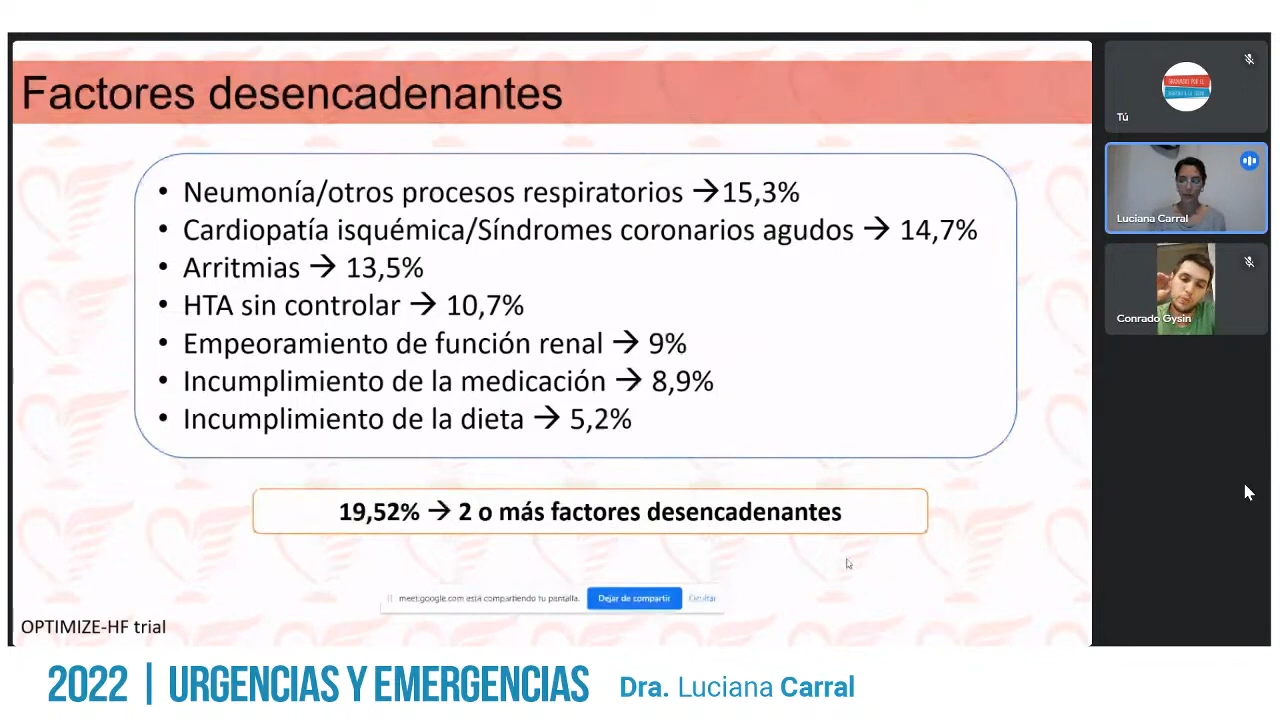 Factores desencadenantes
• Neumonía/otros procesos respiratorios →15,3%
• Cardiopatía isquémica/Síndromes coronarios agudos → 14,7%
• Arritmias → 13,5%
• HTA sin controlar → 10,7%
• Empeoramiento de función renal → 9%
• Incumplimiento de la medicación → 8,9%
• Incumplimiento de la dieta → 5,2%
19,52% → 2 o más factores desencadenantes
meet.google.com está compartiendo tu pantalla. Dejar de compartir Ocultar
OPTIMIZE-HF trial
Tú
Luciana Carral
Conrado Gysin
2022 | URGENCIAS Y EMERGENCIAS Dra. Luciana Carral